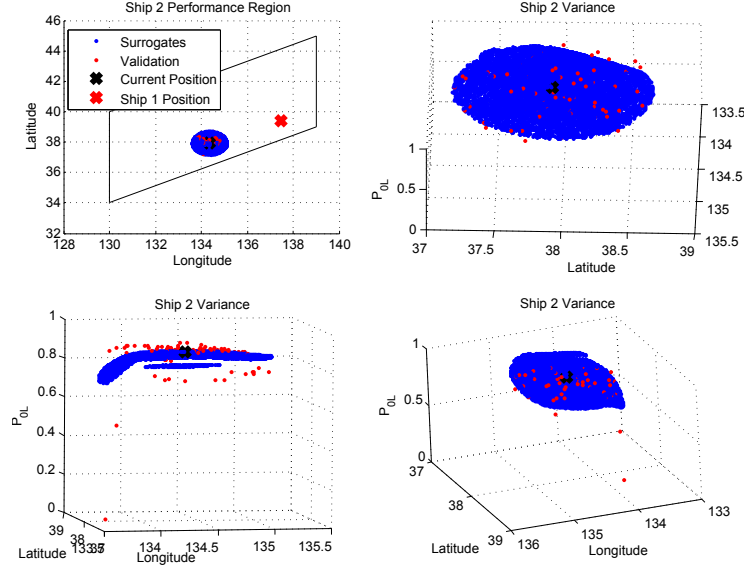 Ship 2 Performance Region
46
44
42
40
38
36
34
32
Latitude
128
130
132
134
136
138
140
Longitude
Surrogates
Validation
Current Position
Ship 1 Position
Ship 2 Variance
1
0.5
0
P0L
37
37.5
38
38.5
39
Latitude
133.5
134
134.5
135
135.5
Ship 2 Variance
1
0.8
0.6
0.4
0.2
0
P0L
39
38
37
Latitude
133.5
134
134.5
135
135.5
Longitude
Ship 2 Variance
1
0.5
0
P0L
37
38
39
Latitude
136
135
134
133
Longitude